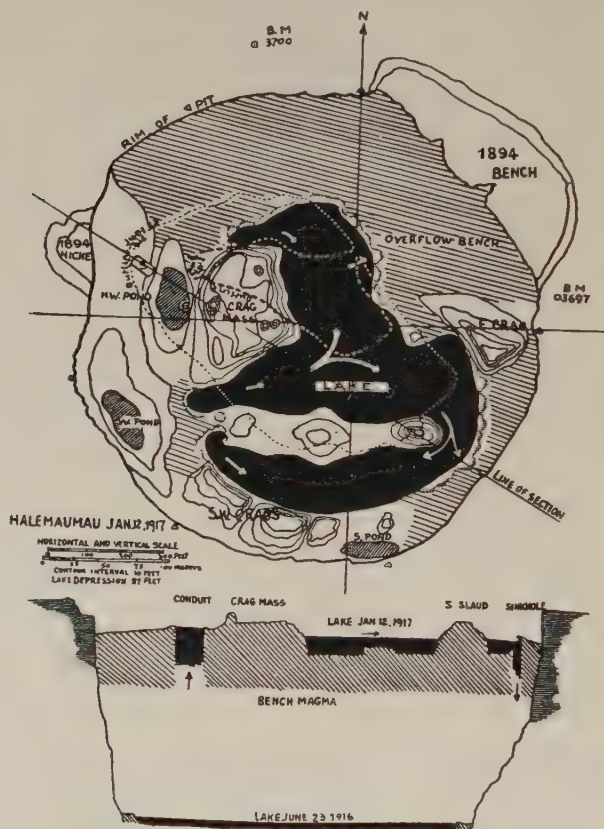 B.M
3700
N
RIM OF PIT
1894
BENCH
1894
NICHE
OVERFLOW BENCH
B M
03697
N.W. POND
CRAG
MASS
E. CRAG
LAKE
W. POND
LINE OF SECTION
HALEMAUMAU JAN.12,1917
S.W. CRAGS
S. POND
HORIZONTAL AND VERTICAL SCALE
CONTOUR INTERVAL 10 FEET
LAKE DEPRESSION 87 FEET
CONDUIT
CRAG MASS
LAKE JAN 12, 1917
SINKHOLE
BENCH MAGMA
LAKE JUNE 23 1916